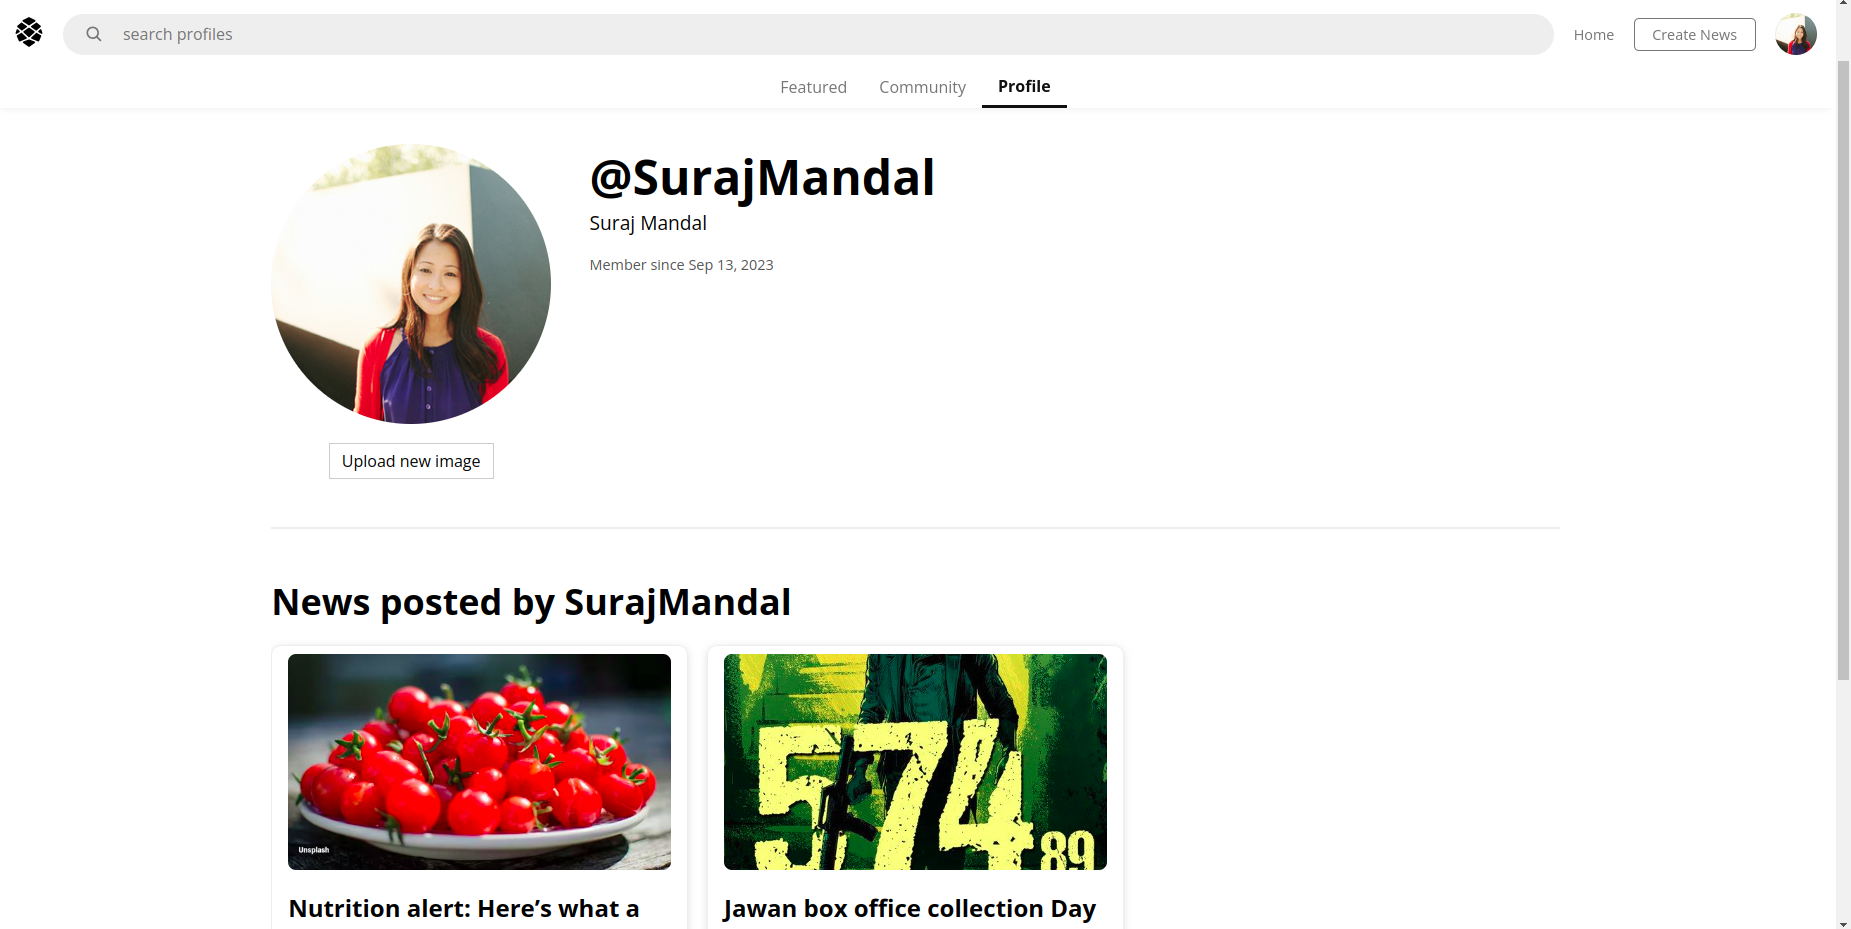 search profiles
Home
Create News
Featured
Community
Profile
@SurajMandal
Suraj Mandal
Member since Sep 13, 2023
Upload new image
News posted by SurajMandal
Unsplash
574
89
Nutrition alert: Here’s what a
Jawan box office collection Day